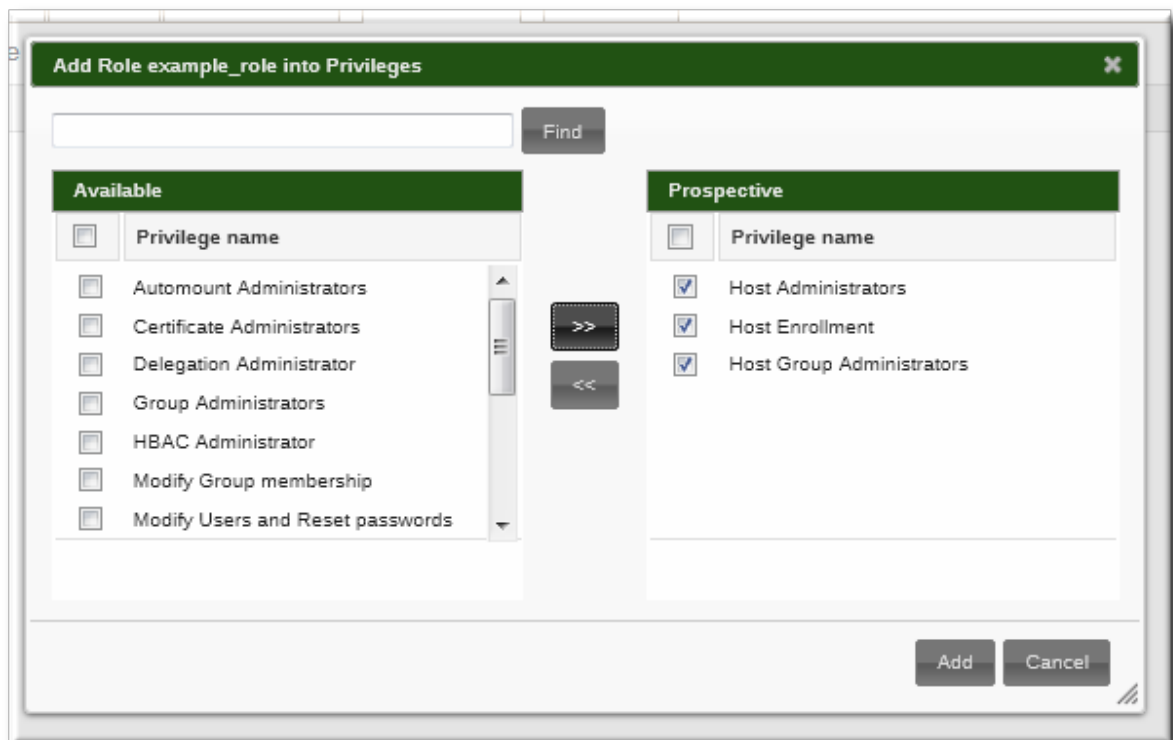 e
Add Role example_role into Privileges
Find
Available
Privilege name
Automount Administrators
Certificate Administrators
Delegation Administrator
Group Administrators
HBAC Administrator
Modify Group membership
Modify Users and Reset passwords
>>
<<
Prospective
Privilege name
Host Administrators
Host Enrollment
Host Group Administrators
Add
Cancel